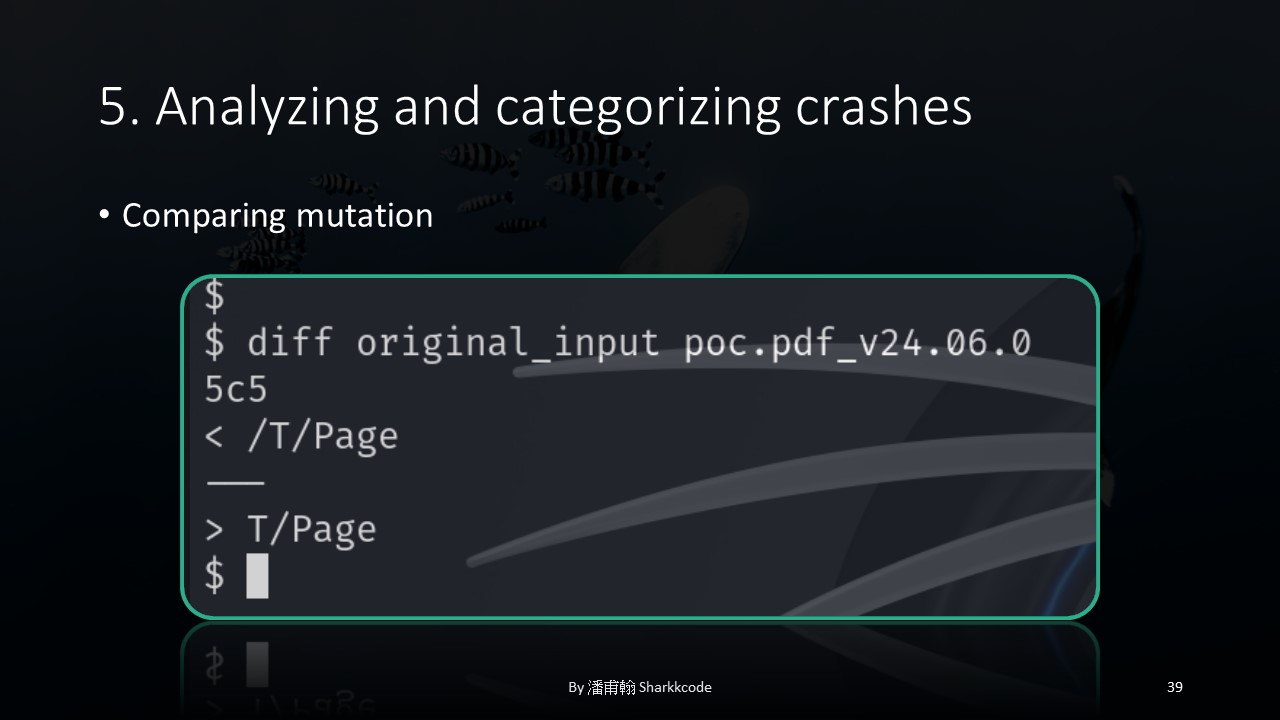 5. Analyzing and categorizing crashes
• Comparing mutation
$
$ diff original_input poc.pdf_v24.06.0
5c5
< /T/Page
---
> T/Page
$
By 潘甫翰 Sharkkcode
39